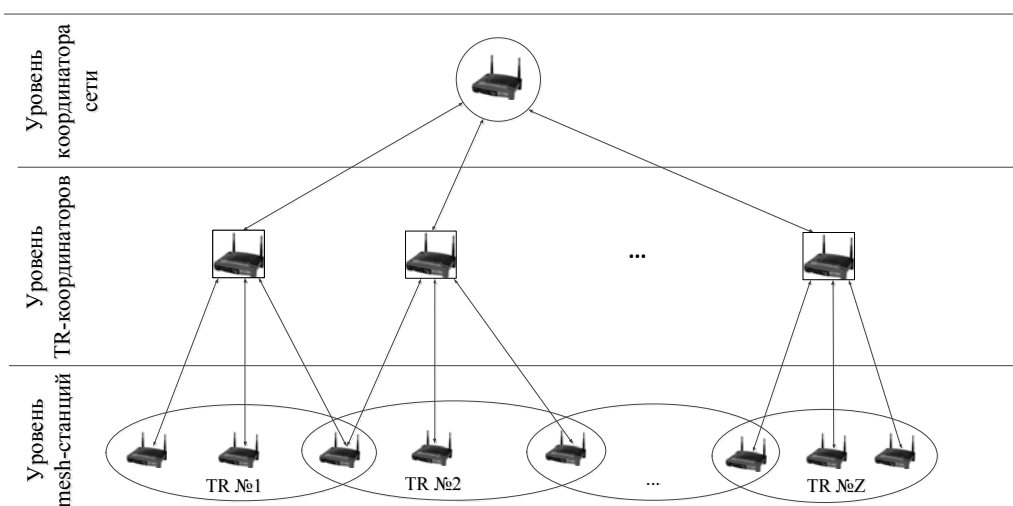 Уровень
координатора
сети
Уровень
TR-координаторов
...
Уровень
mesh-станций
TR №1
TR №2
...
TR №Z